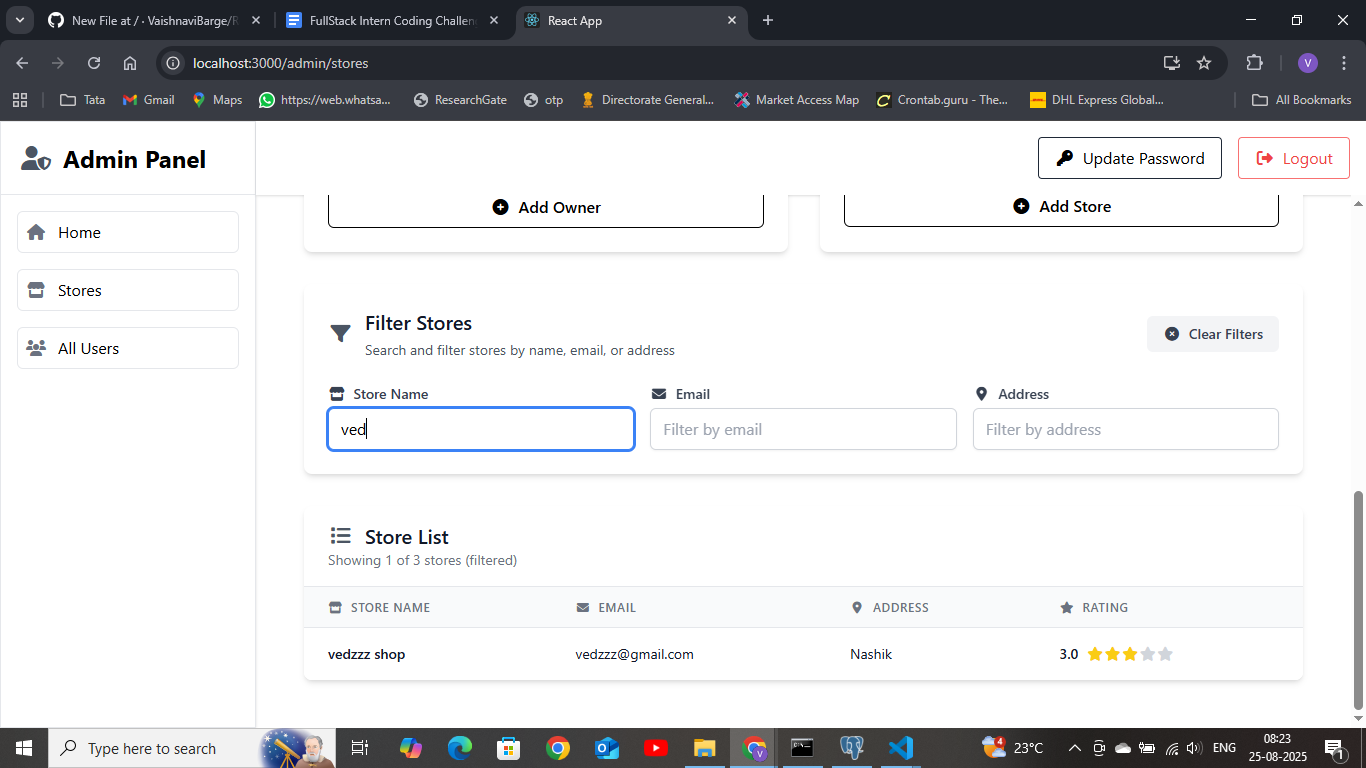 New File at / · VaishnaviBarge/R
FullStack Intern Coding Challen
React App
localhost:3000/admin/stores
V
Tata
Gmail
Maps
https://web.whatsa...
ResearchGate
otp
Directorate General...
Market Access Map
Crontab.guru - The...
DHL Express Global...
All Bookmarks
Admin Panel
Update Password
Logout
Home
Stores
All Users
Add Owner
Add Store
Filter Stores
Search and filter stores by name, email, or address
Clear Filters
Store Name
Email
Address
ved
Filter by email
Filter by address
Store List
Showing 1 of 3 stores (filtered)
STORE NAME EMAIL ADDRESS RATING
vedzzz shop vedzzz@gmail.com Nashik 3.0
Type here to search
23°C
ENG
08:23
25-08-2025
1